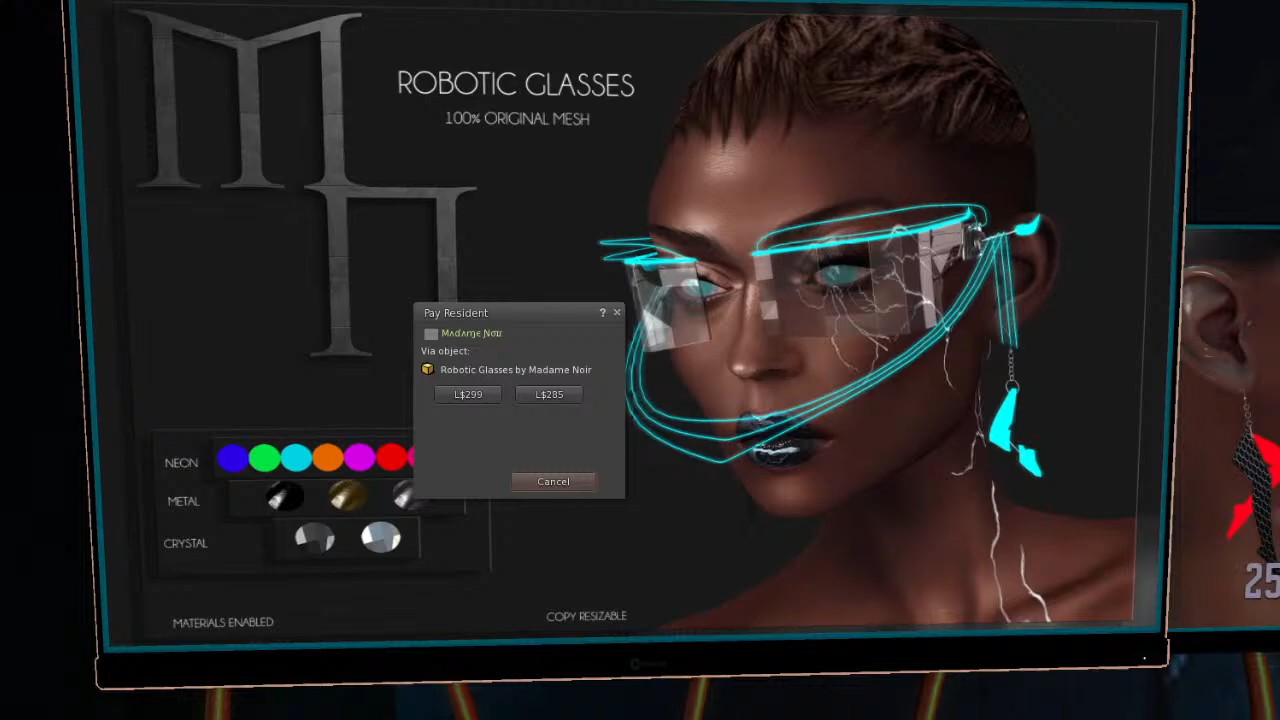 ROBOTIC GLASSES
100% ORIGINAL MESH
Pay Resident ? ×
Madame Noir
Via object:
Robotic Glasses by Madame Noir
L$299 L$285
Cancel
NEON
METAL
CRYSTAL
MATERIALS ENABLED
COPY RESIZABLE
25